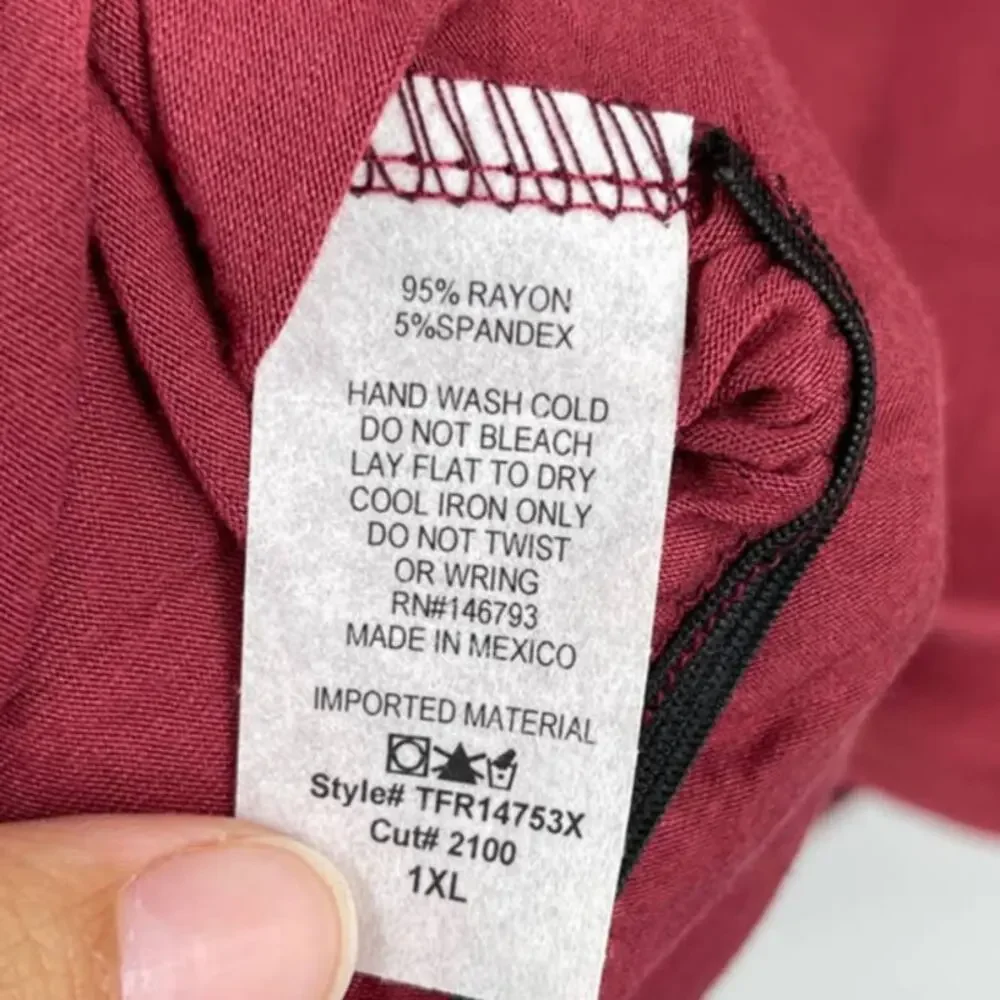 95% RAYON
5%SPANDEX
HAND WASH COLD
DO NOT BLEACH
LAY FLAT TO DRY
COOL IRON ONLY
DO NOT TWIST
OR WRING
RN#146793
MADE IN MEXICO
IMPORTED MATERIAL
Style# TFR14753X
Cut# 2100
1XL